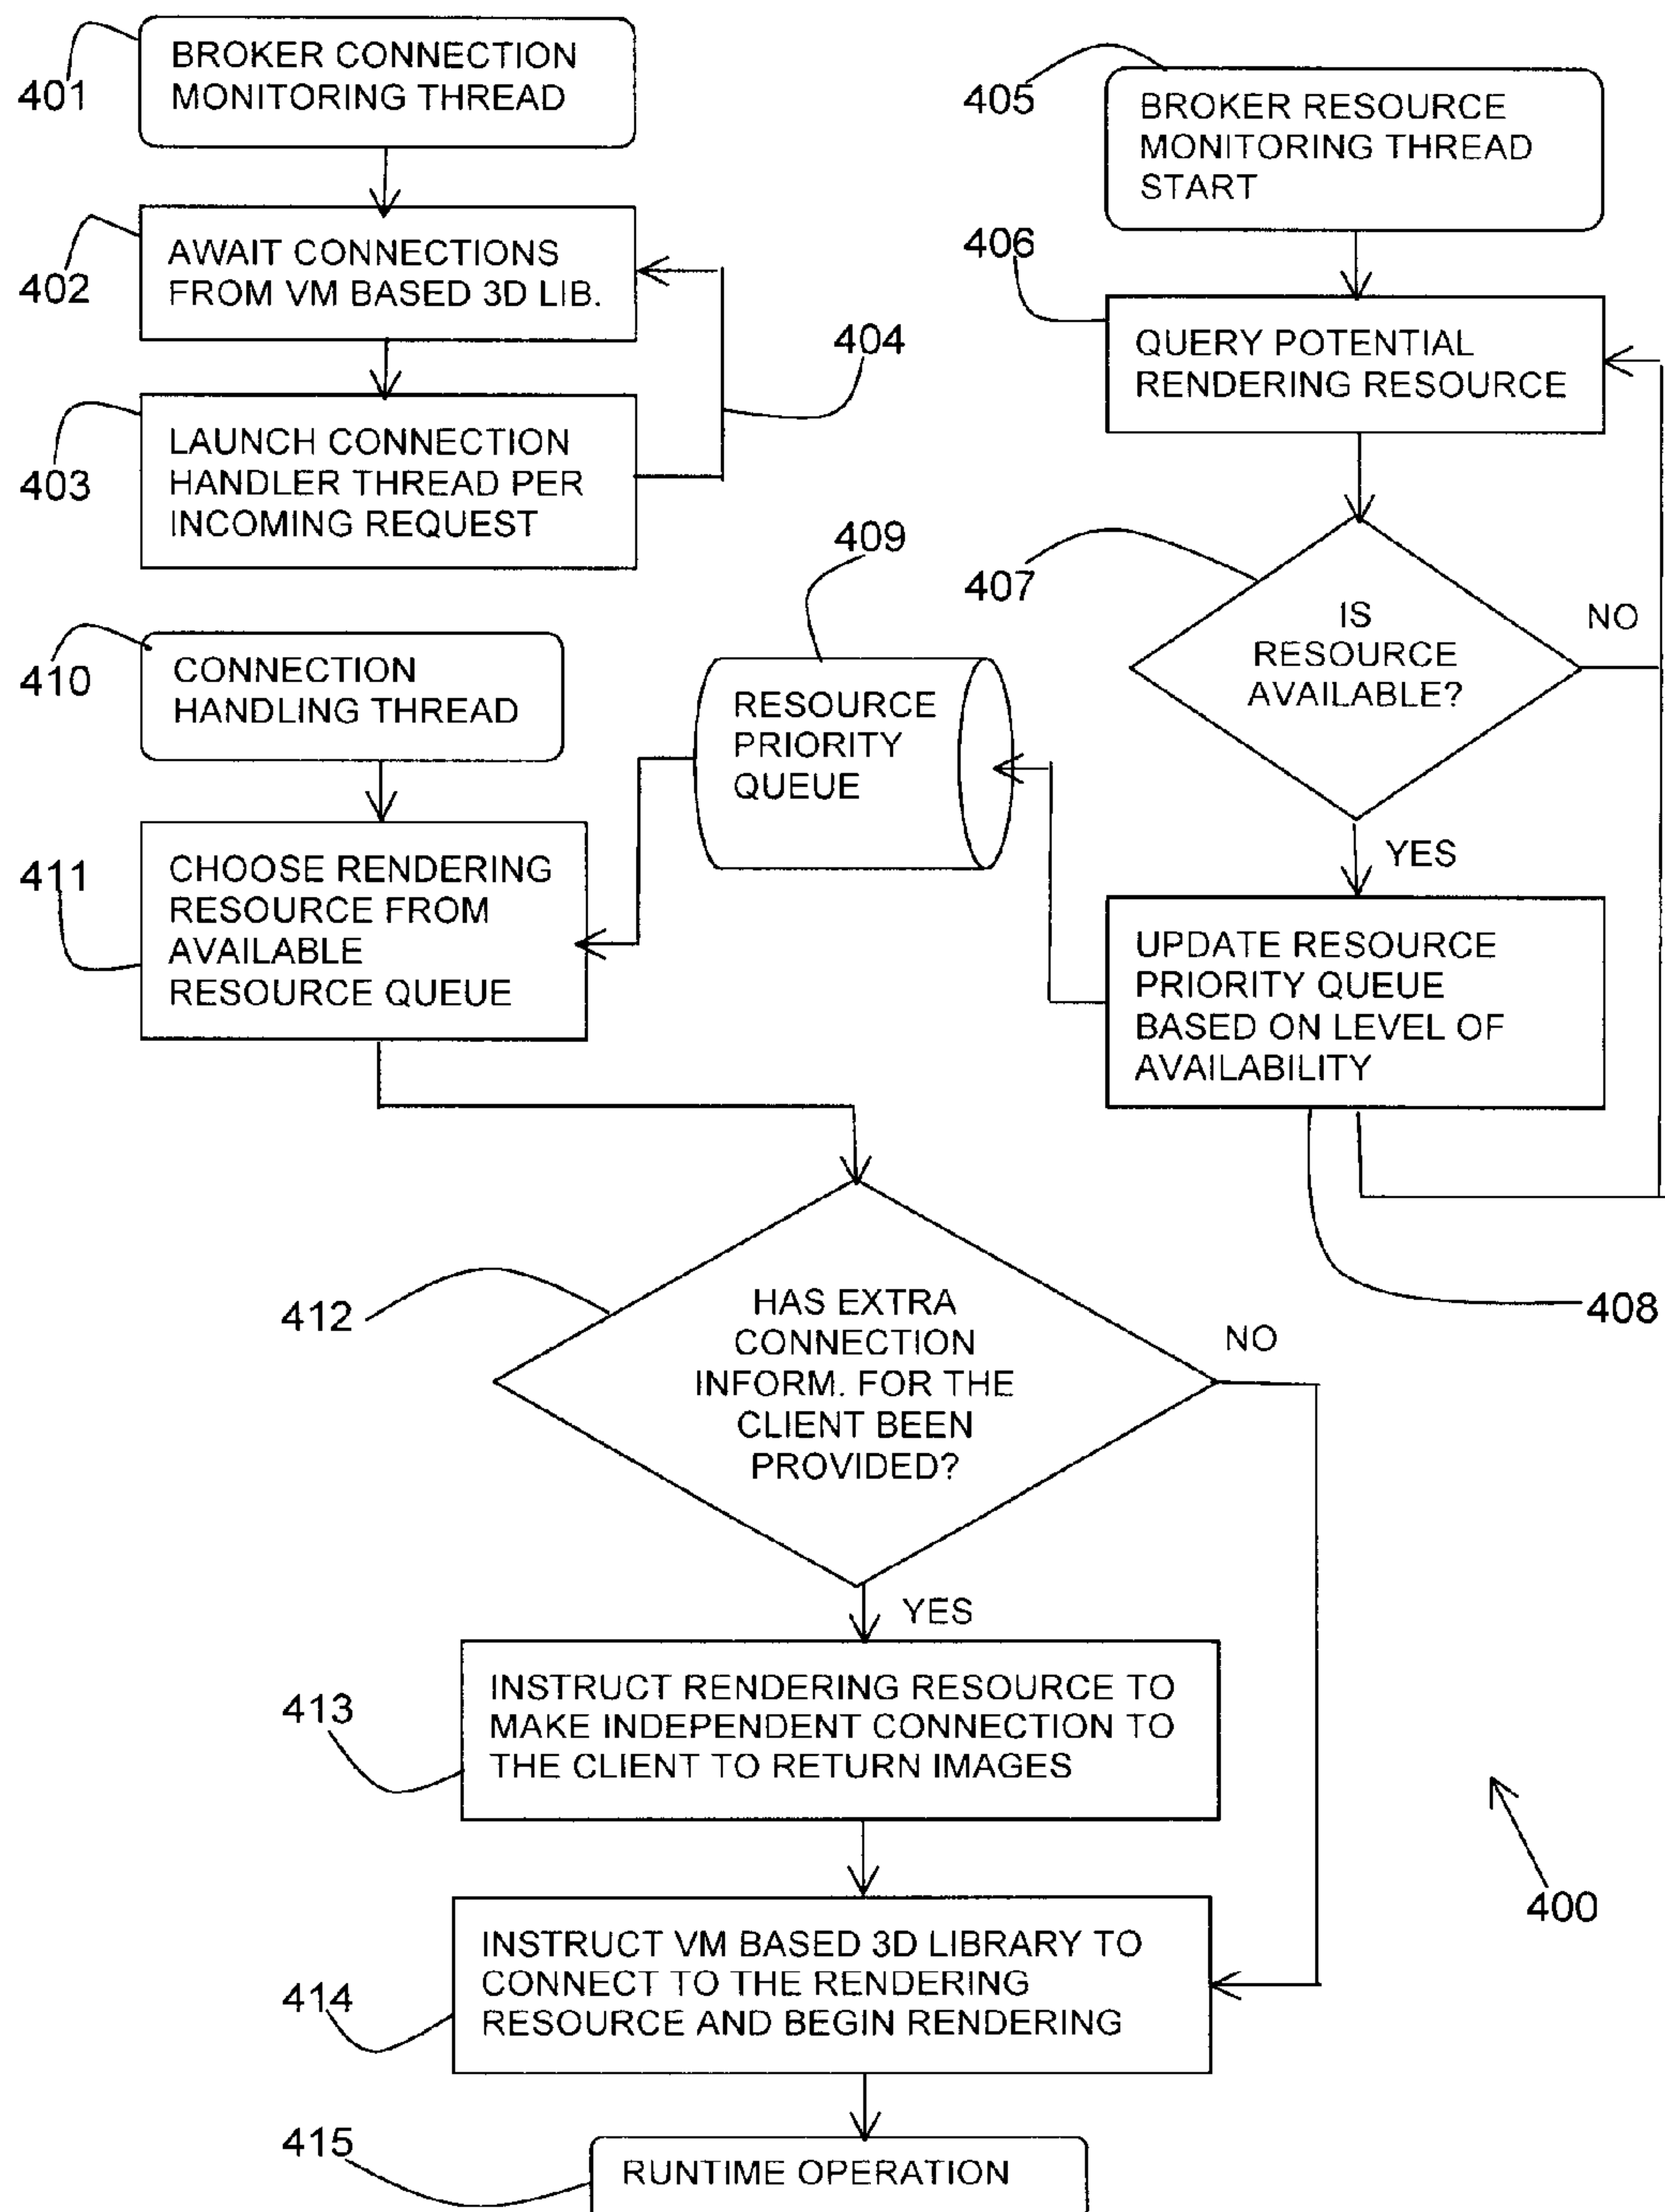 401
BROKER CONNECTION
MONITORING THREAD
402
AWAIT CONNECTIONS
FROM VM BASED 3D LIB.
403
LAUNCH CONNECTION
HANDLER THREAD PER
INCOMING REQUEST
404
405
BROKER RESOURCE
MONITORING THREAD
START
406
QUERY POTENTIAL
RENDERING RESOURCE
407
IS
RESOURCE
AVAILABLE?
NO
YES
UPDATE RESOURCE
PRIORITY QUEUE
BASED ON LEVEL OF
AVAILABILITY
408
409
RESOURCE
PRIORITY
QUEUE
410
CONNECTION
HANDLING THREAD
411
CHOOSE RENDERING
RESOURCE FROM
AVAILABLE
RESOURCE QUEUE
412
HAS EXTRA
CONNECTION
INFORM. FOR THE
CLIENT BEEN
PROVIDED?
NO
YES
413
INSTRUCT RENDERING RESOURCE TO
MAKE INDEPENDENT CONNECTION TO
THE CLIENT TO RETURN IMAGES
414
INSTRUCT VM BASED 3D LIBRARY TO
CONNECT TO THE RENDERING
RESOURCE AND BEGIN RENDERING
400
415
RUNTIME OPERATION